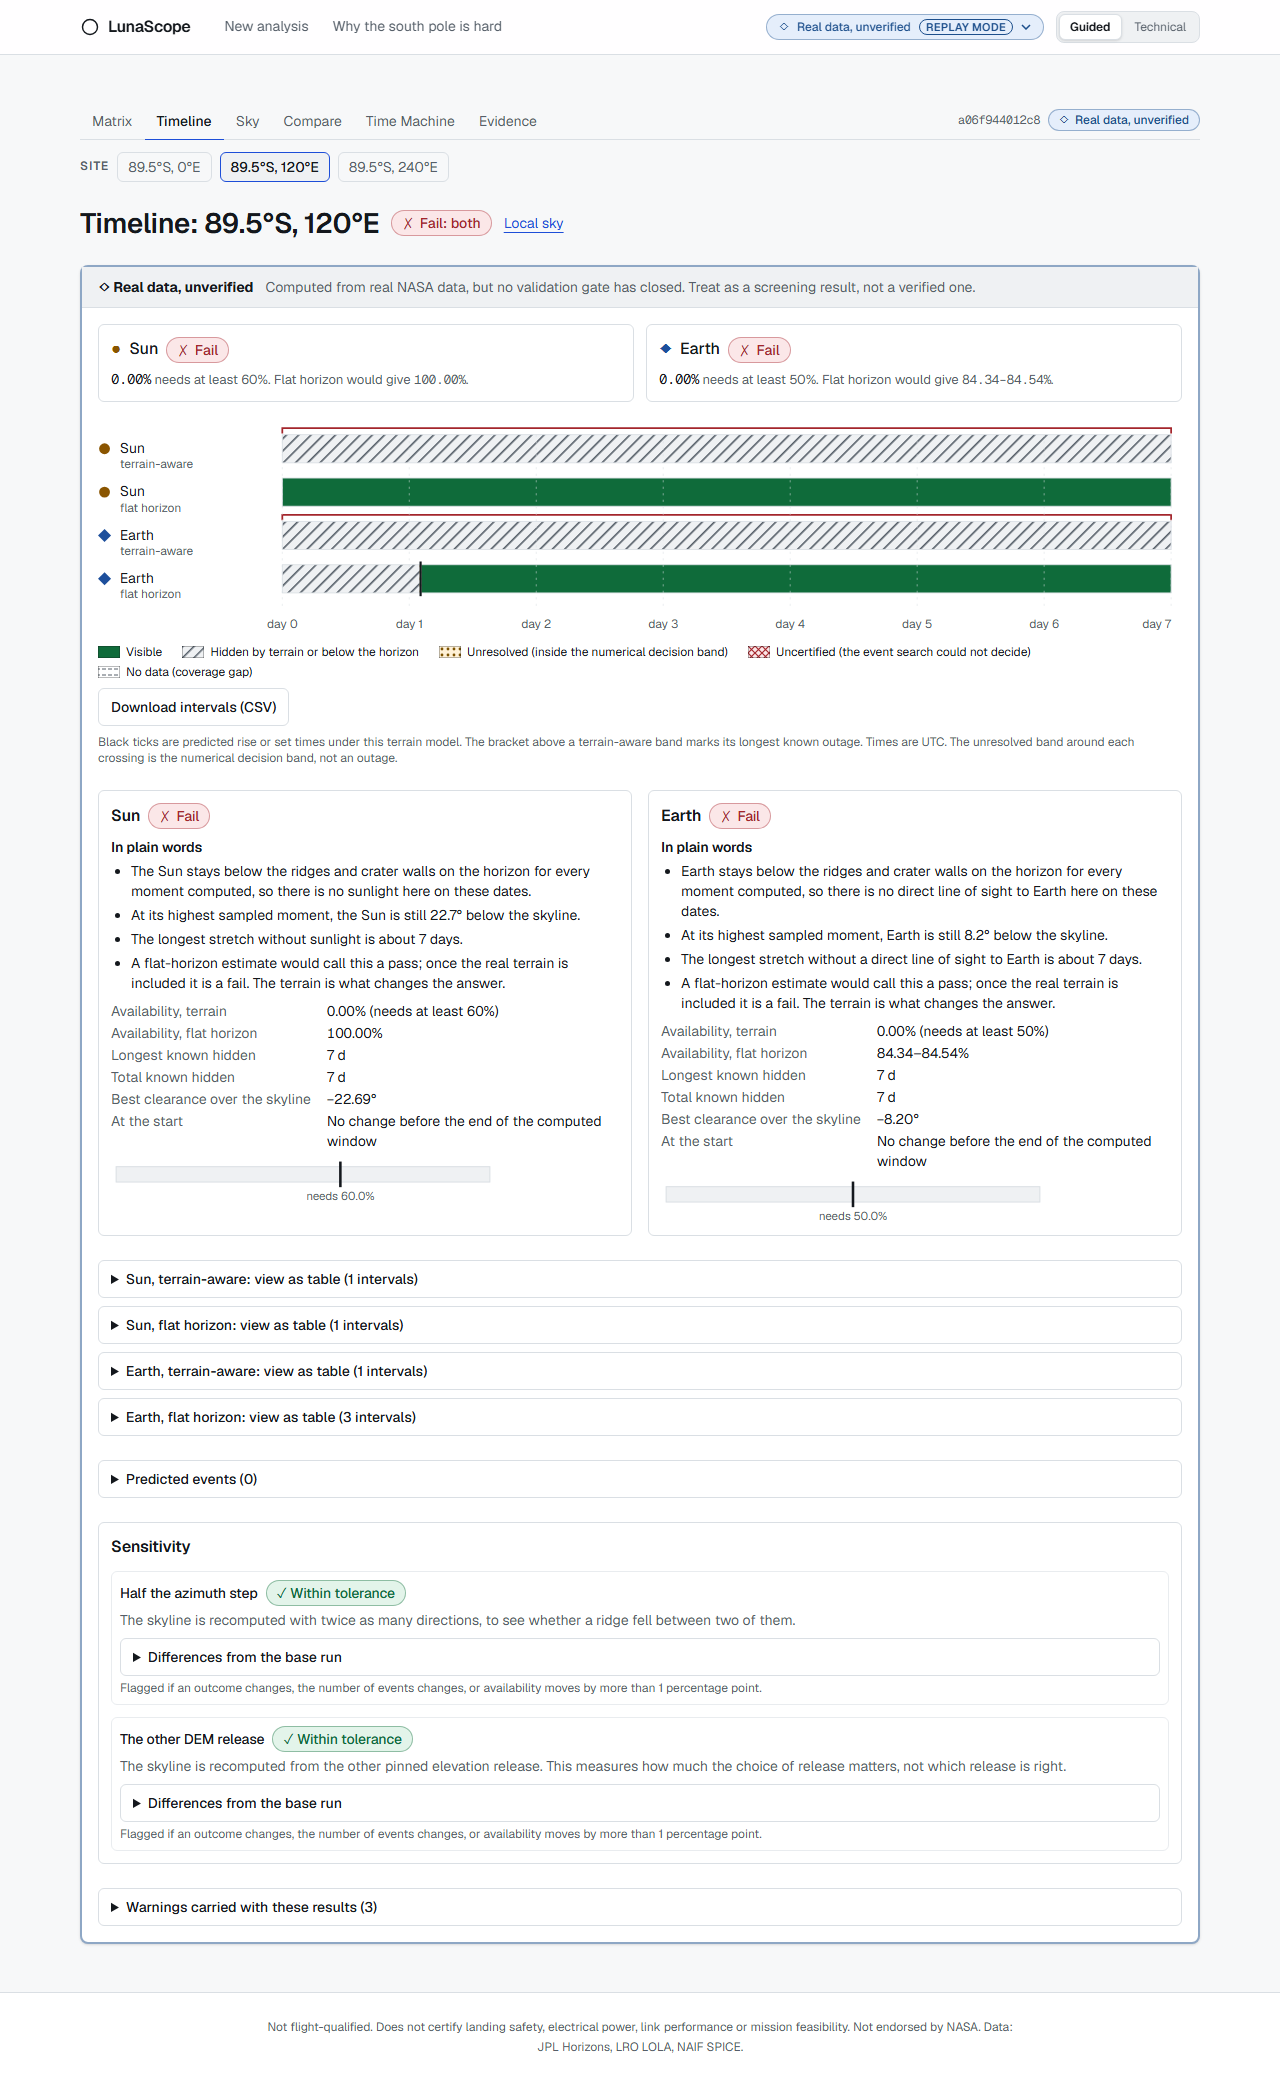 LunaScope New analysis Why the south pole is hard ◇ Real data, unverified REPLAY MODE Guided Technical
Matrix Timeline Sky Compare Time Machine Evidence a06f944012c8 ◇ Real data, unverified
SITE 89.5°S, 0°E 89.5°S, 120°E 89.5°S, 240°E
Timeline: 89.5°S, 120°E ✗ Fail: both Local sky
◇ Real data, unverified Computed from real NASA data, but no validation gate has closed. Treat as a screening result, not a verified one.
Sun ✗ Fail
0.00% needs at least 60%. Flat horizon would give 100.00%.
Earth ✗ Fail
0.00% needs at least 50%. Flat horizon would give 84.34–84.54%.
Sun
terrain-aware
Sun
flat horizon
Earth
terrain-aware
Earth
flat horizon
day 0 day 1 day 2 day 3 day 4 day 5 day 6 day 7
Visible Hidden by terrain or below the horizon Unresolved (inside the numerical decision band) Uncertified (the event search could not decide)
No data (coverage gap)
Download intervals (CSV)
Black ticks are predicted rise or set times under this terrain model. The bracket above a terrain-aware band marks its longest known outage. Times are UTC. The unresolved band around each
crossing is the numerical decision band, not an outage.
Sun ✗ Fail
In plain words
• The Sun stays below the ridges and crater walls on the horizon for every
moment computed, so there is no sunlight here on these dates.
• At its highest sampled moment, the Sun is still 22.7° below the skyline.
• The longest stretch without sunlight is about 7 days.
• A flat-horizon estimate would call this a pass; once the real terrain is
included it is a fail. The terrain is what changes the answer.
Availability, terrain 0.00% (needs at least 60%)
Availability, flat horizon 100.00%
Longest known hidden 7 d
Total known hidden 7 d
Best clearance over the skyline −22.69°
At the start No change before the end of the computed
window
needs 60.0%
Earth ✗ Fail
In plain words
• Earth stays below the ridges and crater walls on the horizon for every
moment computed, so there is no direct line of sight to Earth here on these
dates.
• At its highest sampled moment, Earth is still 8.2° below the skyline.
• The longest stretch without a direct line of sight to Earth is about 7 days.
• A flat-horizon estimate would call this a pass; once the real terrain is
included it is a fail. The terrain is what changes the answer.
Availability, terrain 0.00% (needs at least 50%)
Availability, flat horizon 84.34–84.54%
Longest known hidden 7 d
Total known hidden 7 d
Best clearance over the skyline −8.20°
At the start No change before the end of the computed
window
needs 50.0%
▶ Sun, terrain-aware: view as table (1 intervals)
▶ Sun, flat horizon: view as table (1 intervals)
▶ Earth, terrain-aware: view as table (1 intervals)
▶ Earth, flat horizon: view as table (3 intervals)
▶ Predicted events (0)
Sensitivity
Half the azimuth step ✓ Within tolerance
The skyline is recomputed with twice as many directions, to see whether a ridge fell between two of them.
▶ Differences from the base run
Flagged if an outcome changes, the number of events changes, or availability moves by more than 1 percentage point.
The other DEM release ✓ Within tolerance
The skyline is recomputed from the other pinned elevation release. This measures how much the choice of release matters, not which release is right.
▶ Differences from the base run
Flagged if an outcome changes, the number of events changes, or availability moves by more than 1 percentage point.
▶ Warnings carried with these results (3)
Not flight-qualified. Does not certify landing safety, electrical power, link performance or mission feasibility. Not endorsed by NASA. Data:
JPL Horizons, LRO LOLA, NAIF SPICE.